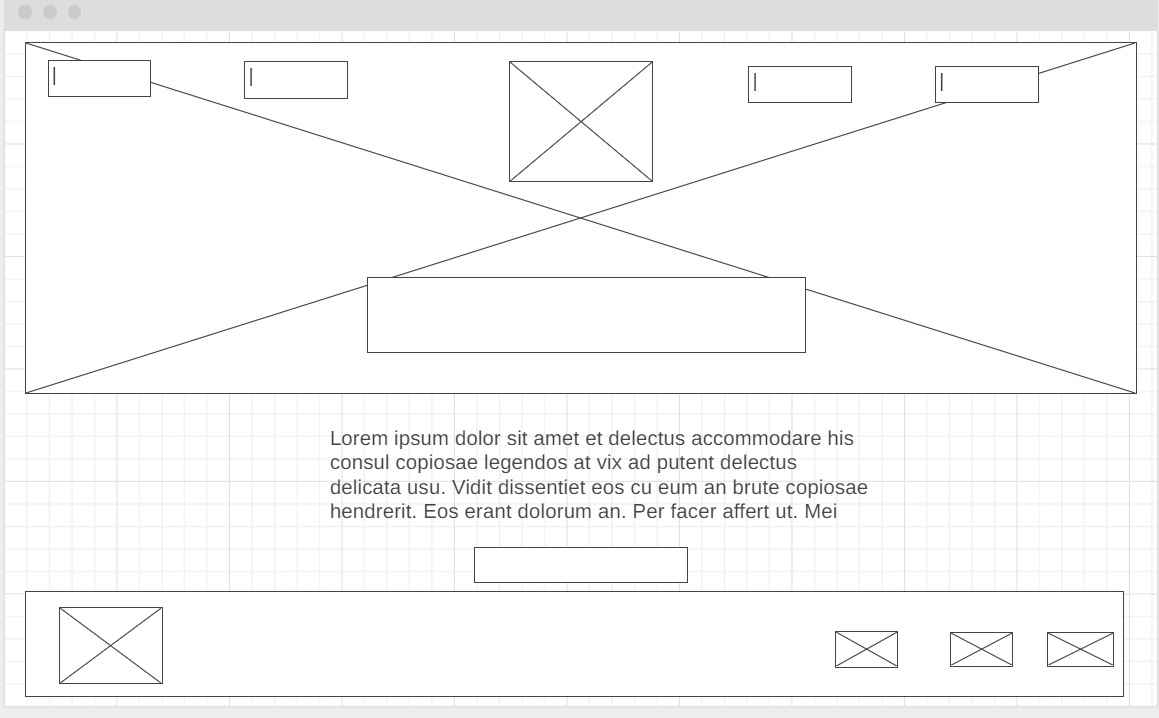 Lorem ipsum dolor sit amet et delectus accommodare his
consul copiosae legendos at vix ad putent delectus
delicata usu. Vidit dissentiet eos cu eum an brute copiosae
hendrerit. Eos erant dolorum an. Per facer affert ut. Mei